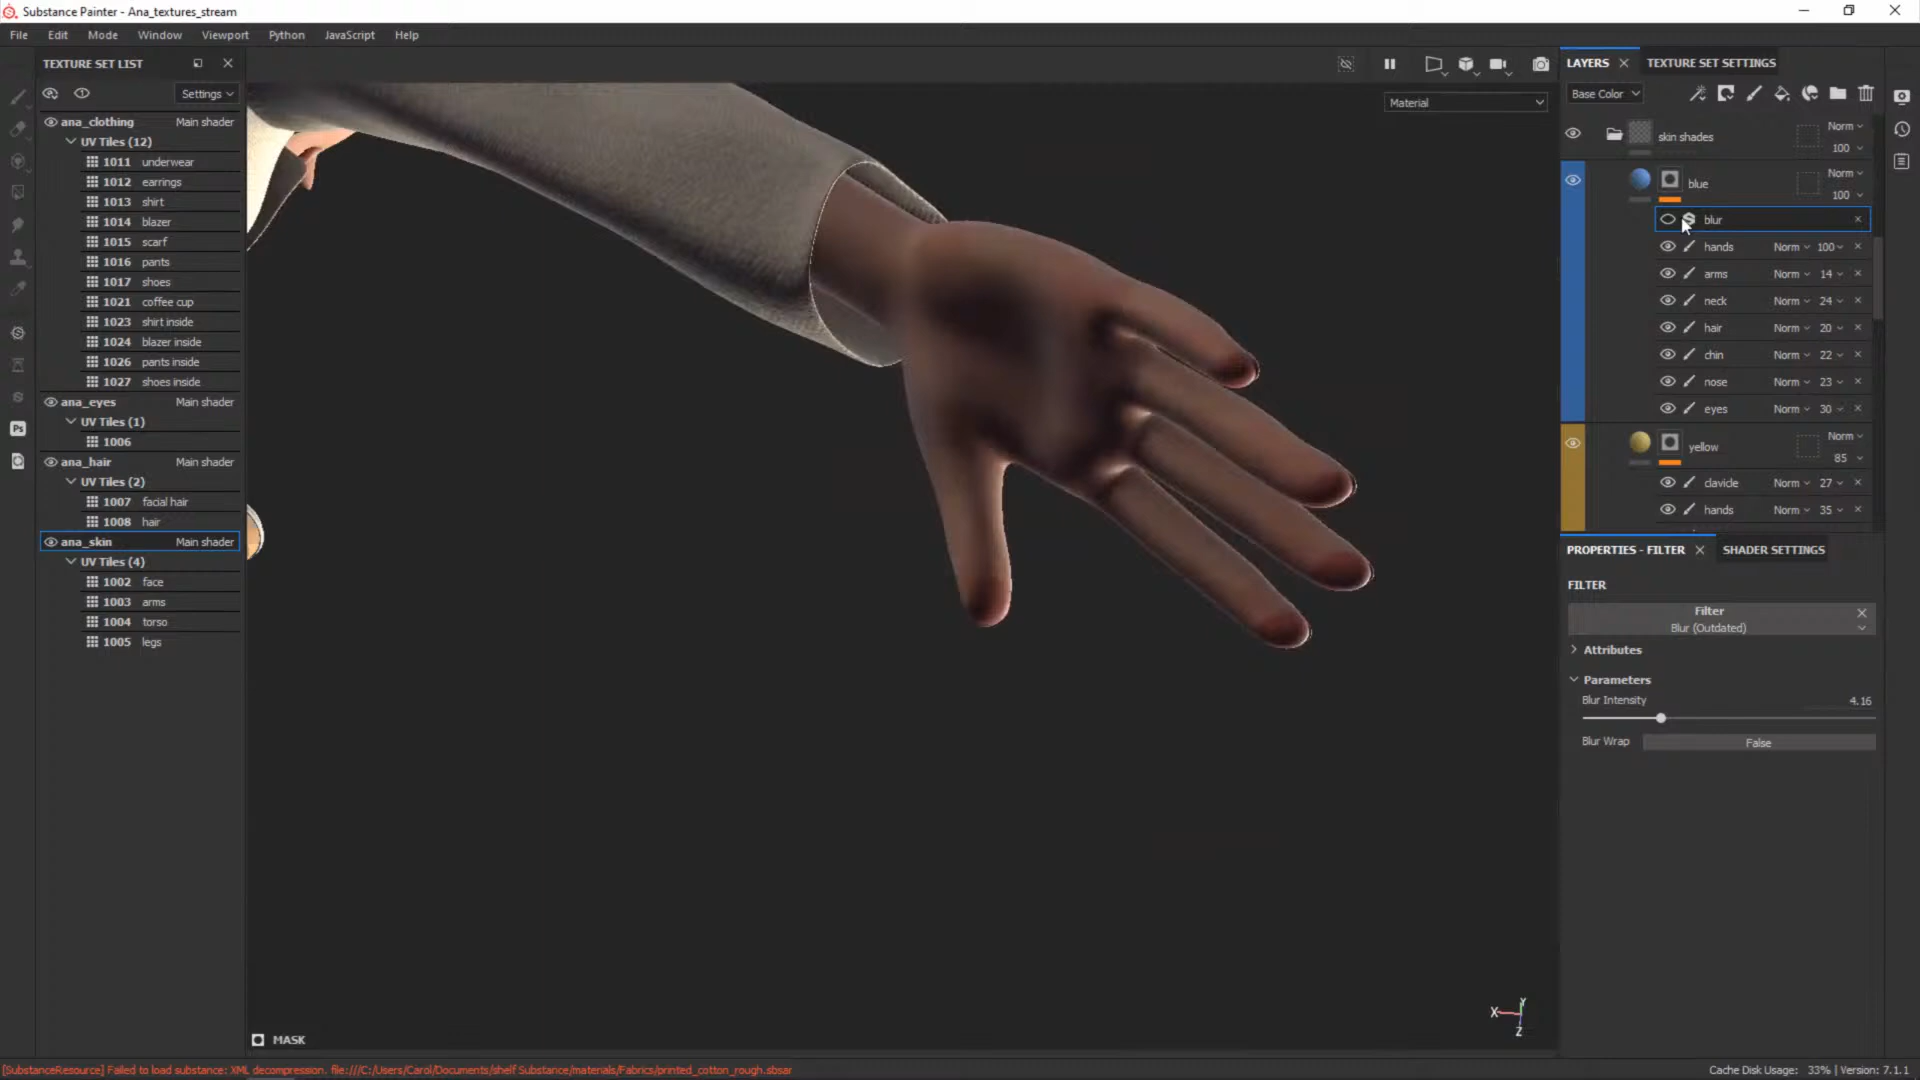 Substance Painter - Ana_textures_stream
File Edit Mode Window Viewport Python JavaScript Help
TEXTURE SET LIST
Settings
ana_clothing Main shader
UV Tiles (12)
1011 underwear
1012 earrings
1013 shirt
1014 blazer
1015 scarf
1016 pants
1017 shoes
1021 coffee cup
1023 shirt inside
1024 blazer inside
1026 pants inside
1027 shoes inside
ana_eyes Main shader
UV Tiles (1)
1006
ana_hair Main shader
UV Tiles (2)
1007 facial hair
1008 hair
ana_skin Main shader
UV Tiles (4)
1002 face
1003 arms
1004 torso
1005 legs
Ps
Material
X
Y
Z
MASK
LAYERS TEXTURE SET SETTINGS
Base Color
skin shades Norm
100
blue Norm
100
blur
hands Norm 100
arms Norm 14
neck Norm 24
hair Norm 20
chin Norm 22
nose Norm 23
eyes Norm 30
yellow Norm
85
clavicle Norm 27
hands Norm 35
PROPERTIES - FILTER SHADER SETTINGS
FILTER
Filter
Blur (Outdated)
Attributes
Parameters
Blur Intensity 4.16
Blur Wrap False
[SubstanceResource] Failed to load substance: XML decompression. file:///C:/Users/Carol/Documents/shelf Substance/materials/Fabrics/printed_cotton_rough.sbsar
Cache Disk Usage: 33% | Version: 7.1.1